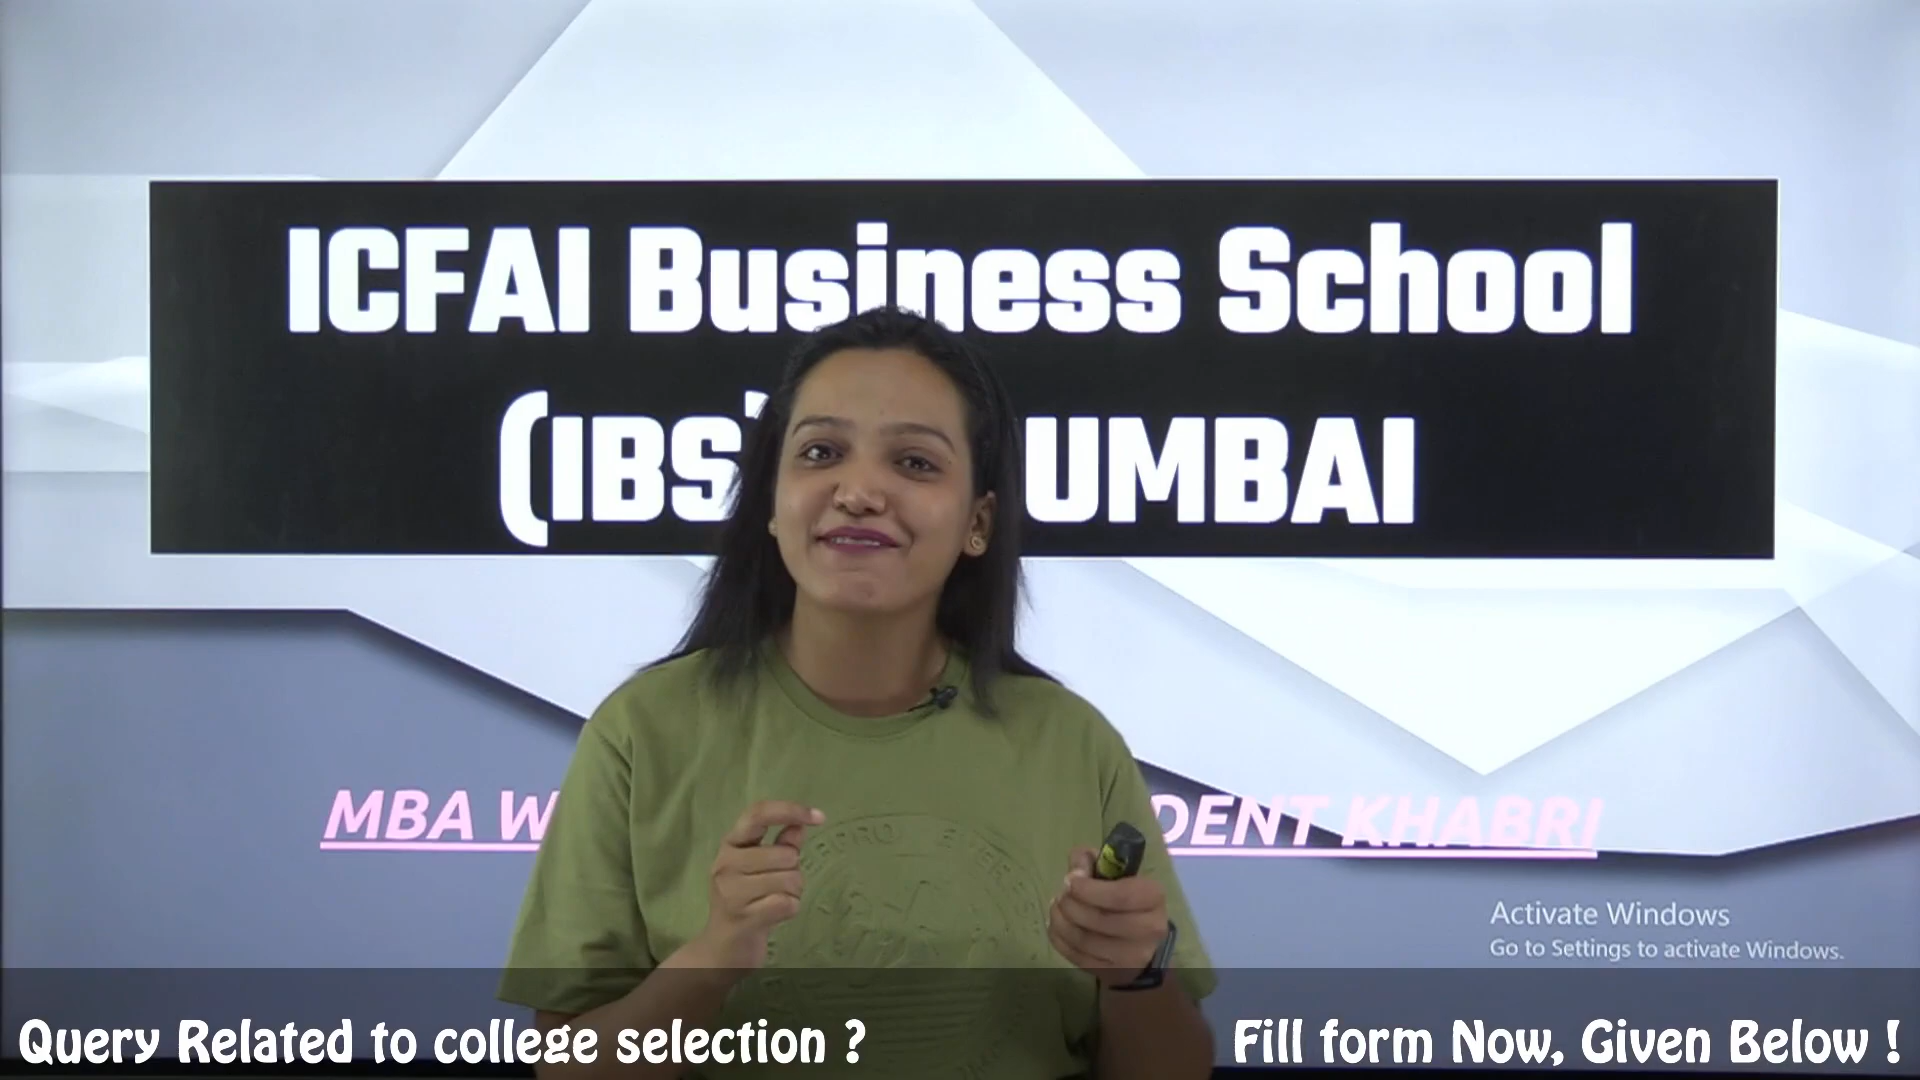 ICFAI Business School
(IBS) UMBAI
MBA W DENT KHABRI
Activate Windows
Go to Settings to activate Windows.
Query Related to college selection ?
Fill form Now, Given Below !